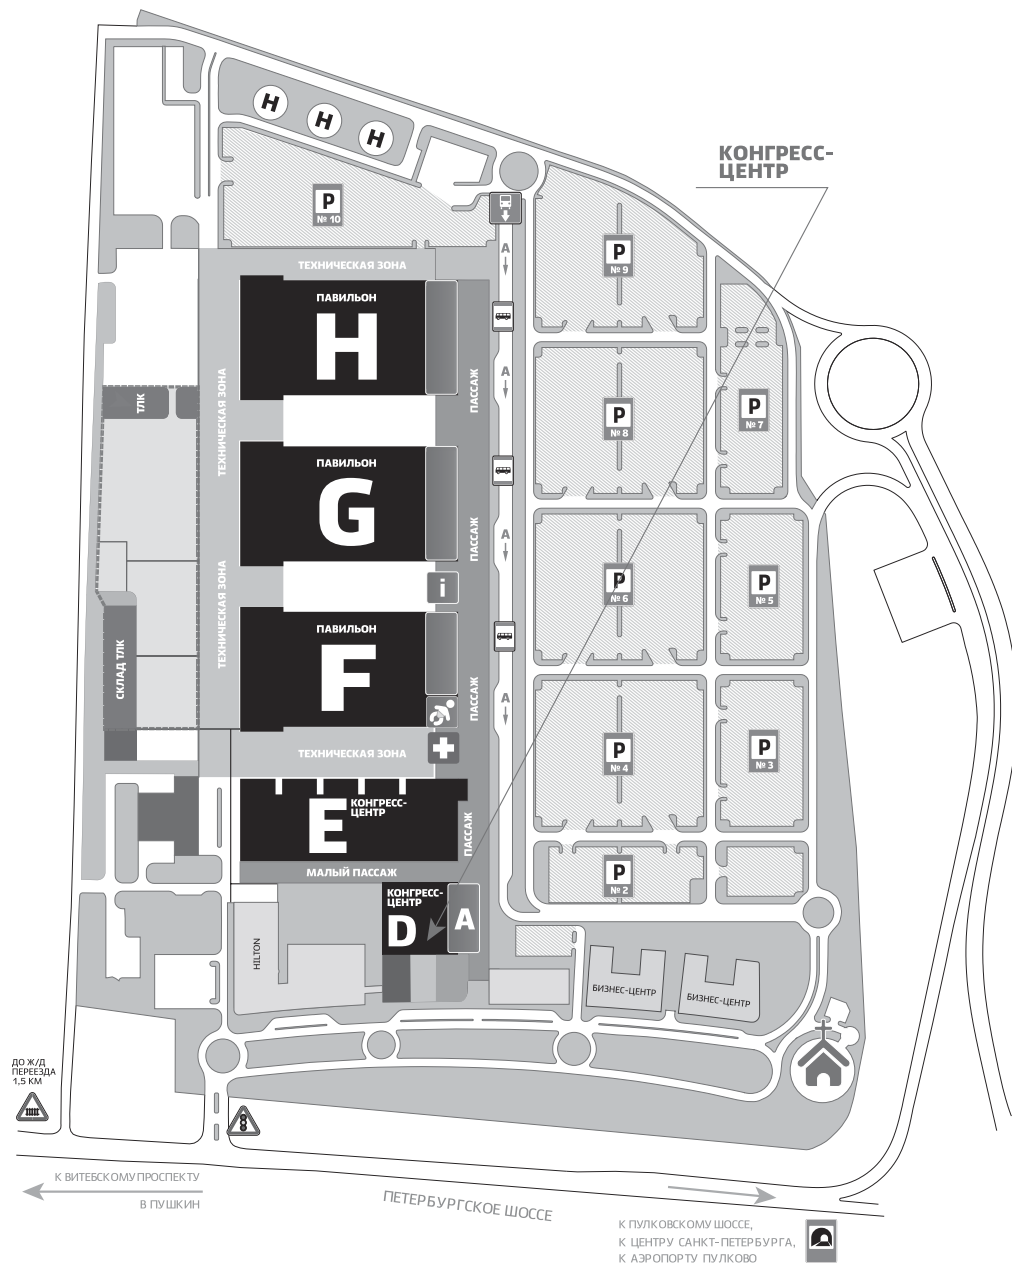 H
H
H
КОНГРЕСС-
ЦЕНТР
P
№ 10
A
P
№ 9
ТЕХНИЧЕСКАЯ ЗОНА
ПАВИЛЬОН
H
ПАССАЖ
ТЕХНИЧЕСКАЯ ЗОНА
ТЛК
A
P
№ 8
P
№ 7
ПАВИЛЬОН
G
ПАССАЖ
A
i
P
№ 6
P
№ 5
ТЕХНИЧЕСКАЯ ЗОНА
ПАВИЛЬОН
F
СКЛАД ТЛК
ПАССАЖ
A
P
№ 4
P
№ 3
ТЕХНИЧЕСКАЯ ЗОНА
E
КОНГРЕСС-
ЦЕНТР
ПАССАЖ
МАЛЫЙ ПАССАЖ
P
№ 2
КОНГРЕСС-
ЦЕНТР
D
A
HILTON
БИЗНЕС-ЦЕНТР
БИЗНЕС-ЦЕНТР
ДО Ж/Д
ПЕРЕЕЗДА
1,5 КМ
К ВИТЕБСКОМУ ПРОСПЕКТУ
В ПУШКИН
ПЕТЕРБУРГСКОЕ ШОССЕ
К ПУЛКОВСКОМУ ШОССЕ,
К ЦЕНТРУ САНКТ-ПЕТЕРБУРГА,
К АЭРОПОРТУ ПУЛКОВО